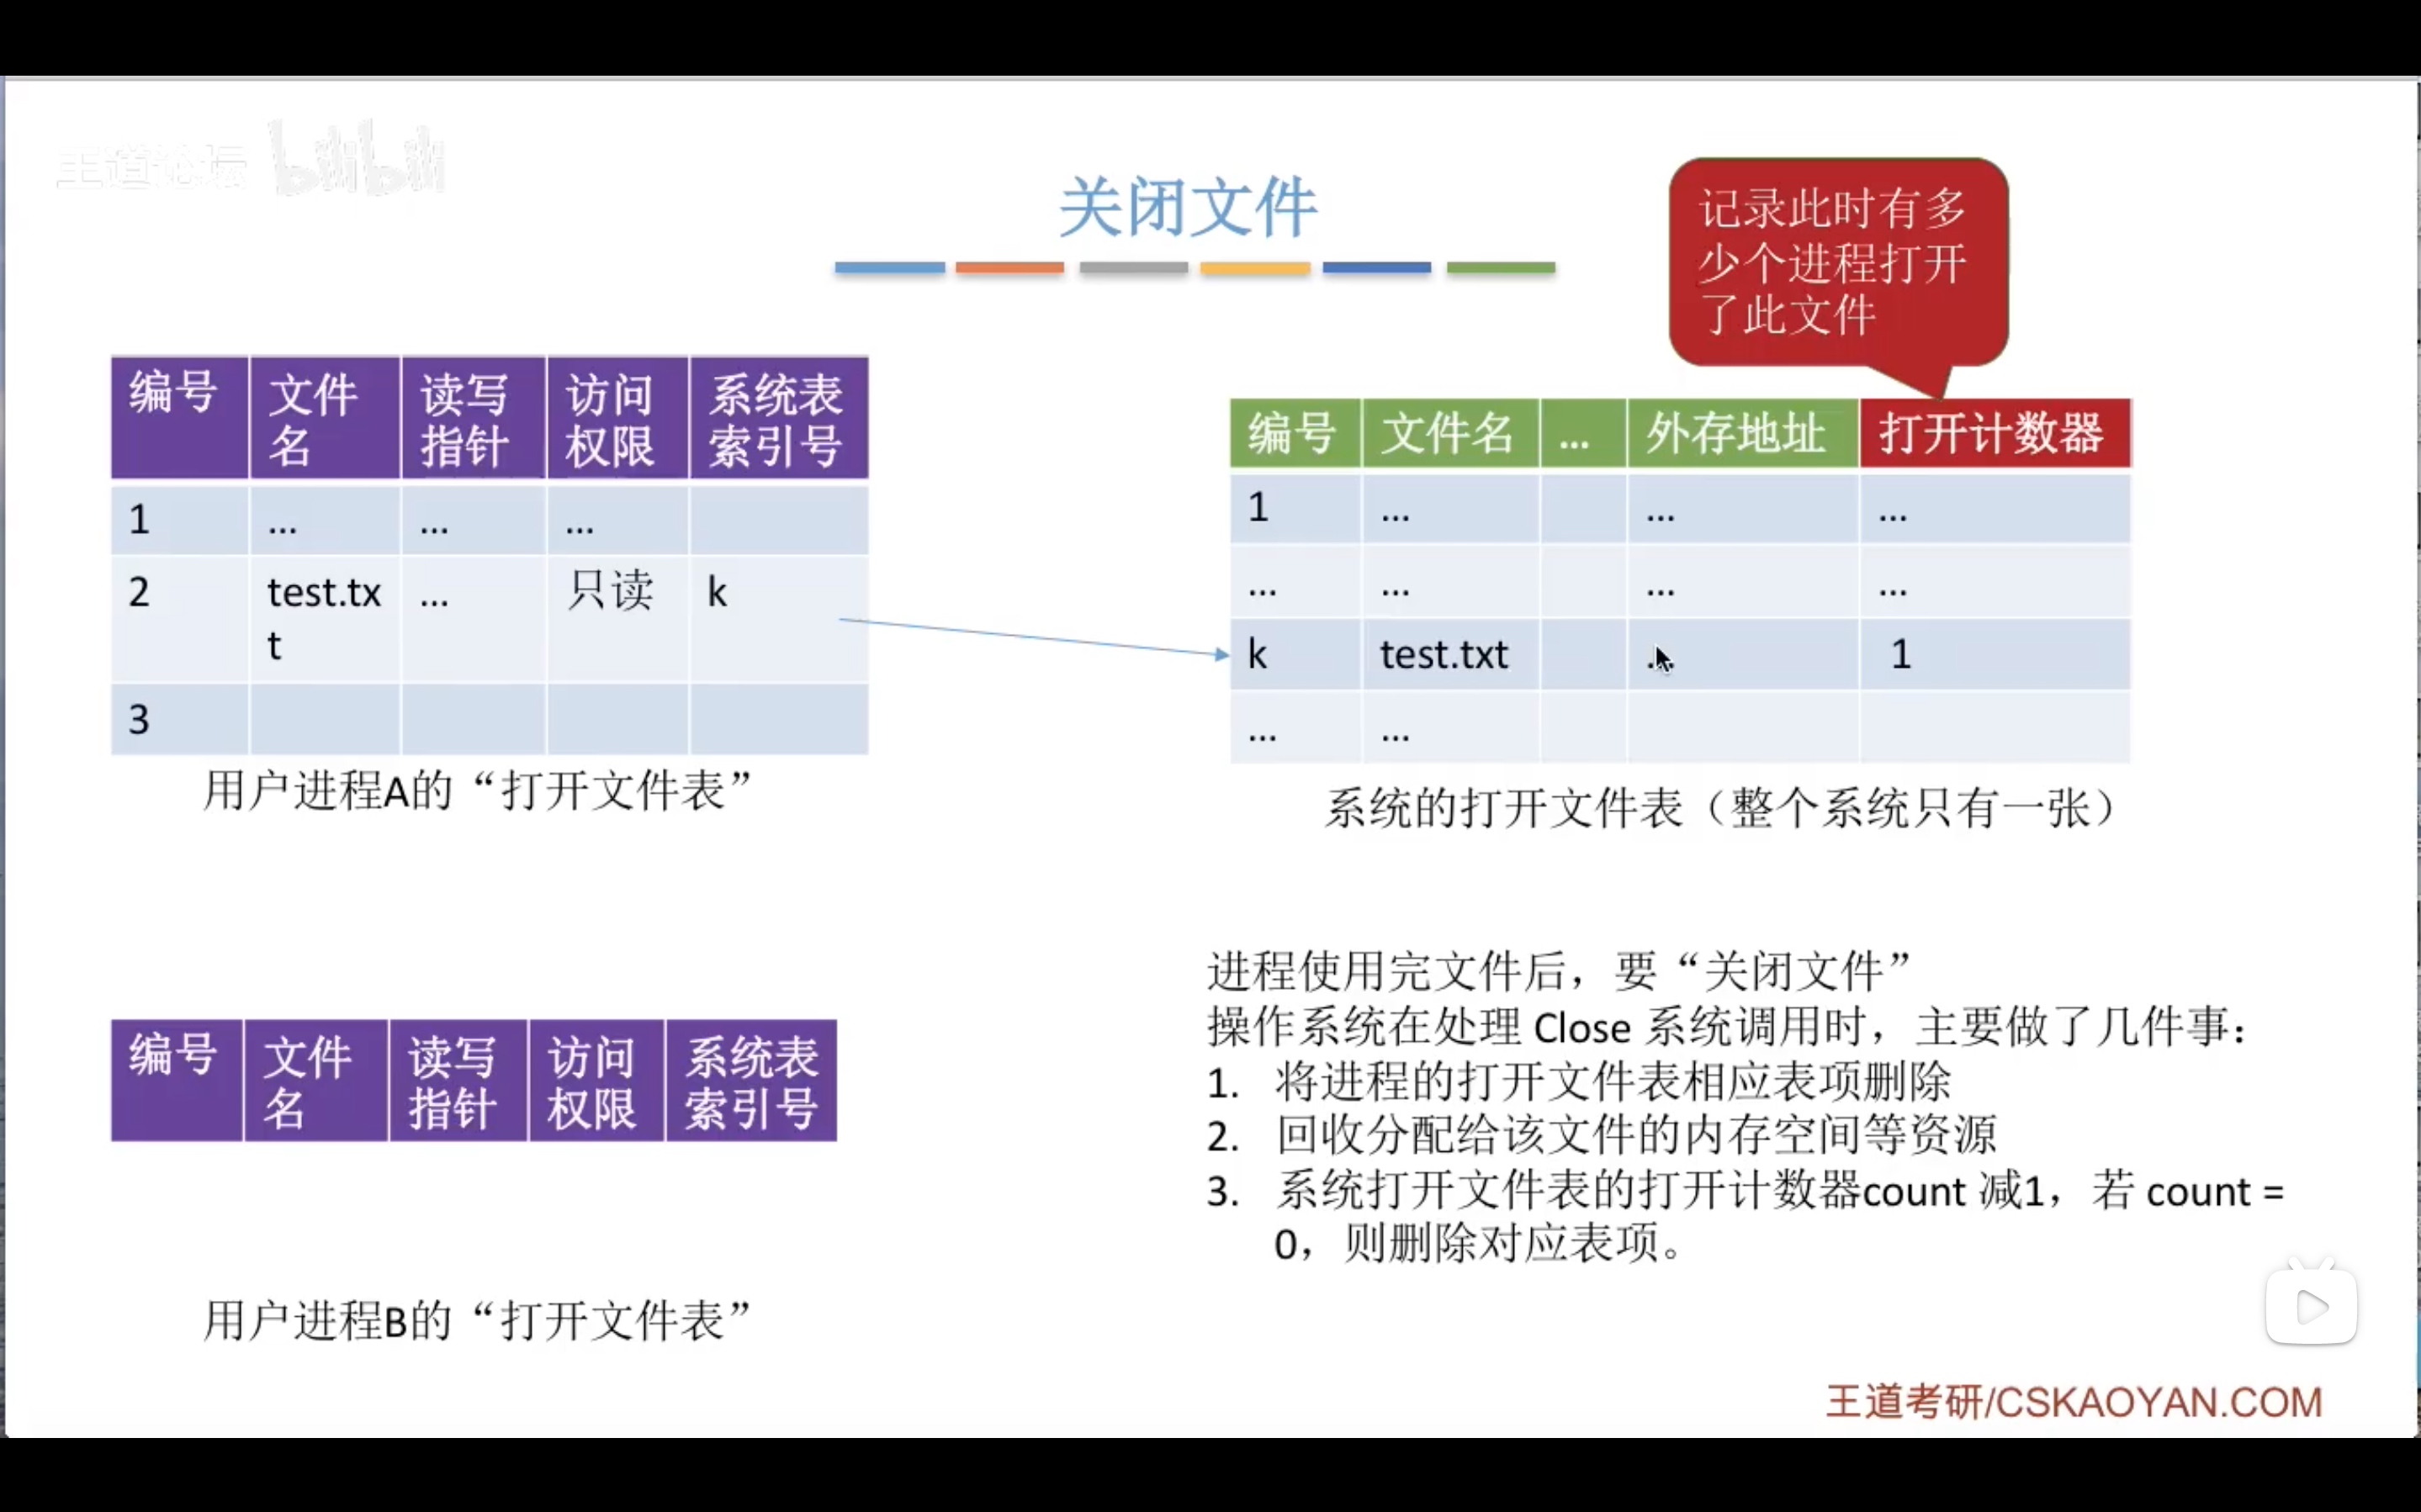 王道论坛 bilibili
关闭文件
记录此时有多
少个进程打开
了此文件
编号 文件名 读写指针 访问权限 系统表索引号
1 ... ... ...
2 test.txt ... 只读 k
3
用户进程A的“打开文件表”
编号 文件名 ... 外存地址 打开计数器
1 ... ... ...
... ... ... ...
k test.txt 1
... ...
系统的打开文件表（整个系统只有一张）
编号 文件名 读写指针 访问权限 系统表索引号
用户进程B的“打开文件表”
进程使用完文件后，要“关闭文件”
操作系统在处理 Close 系统调用时，主要做了几件事：
1. 将进程的打开文件表相应表项删除
2. 回收分配给该文件的内存空间等资源
3. 系统打开文件表的打开计数器count 减1，若 count =
0，则删除对应表项。
王道考研/CSKAOYAN.COM